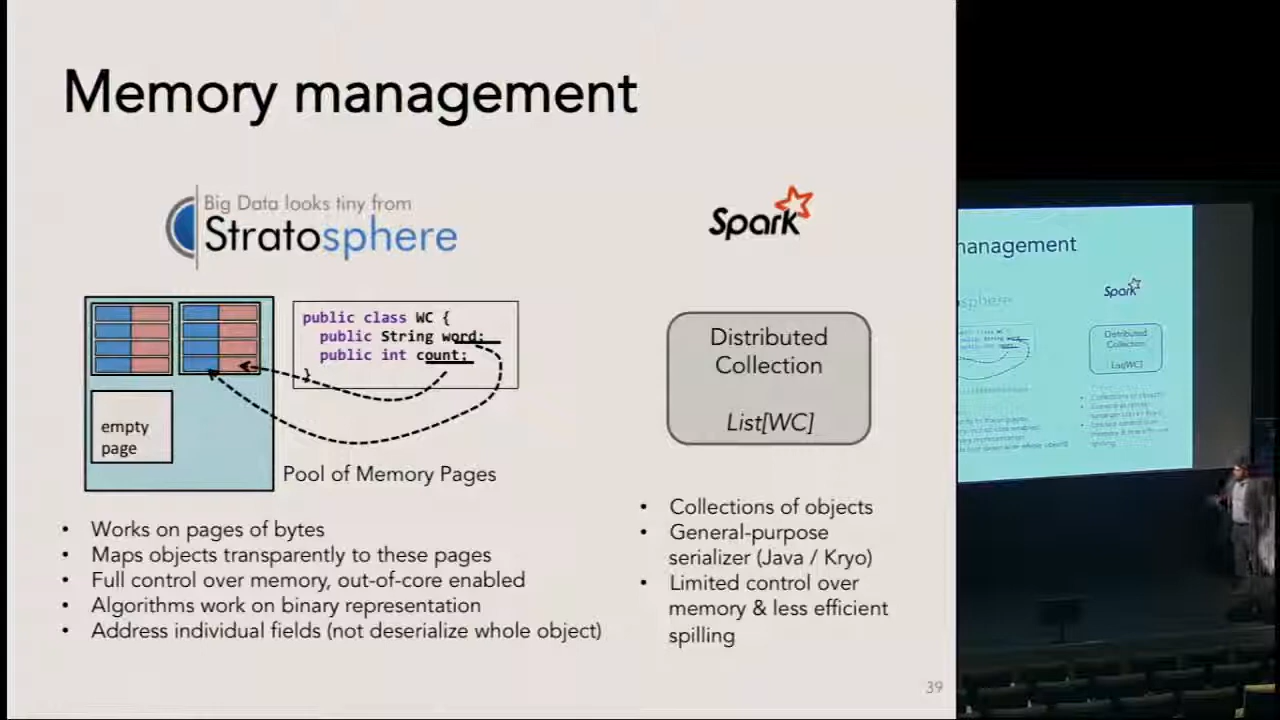 Memory management
Big Data looks tiny from
Stratosphere
public class WC {
public String word;
public int count;
}
empty
page
Pool of Memory Pages
• Works on pages of bytes
• Maps objects transparently to these pages
• Full control over memory, out-of-core enabled
• Algorithms work on binary representation
• Address individual fields (not deserialize whole object)
Spark
Distributed
Collection
List[WC]
• Collections of objects
• General-purpose
serializer (Java / Kryo)
• Limited control over
memory & less efficient
spilling
39
management
sphere
Spark
Distributed
Collection
List[WC]